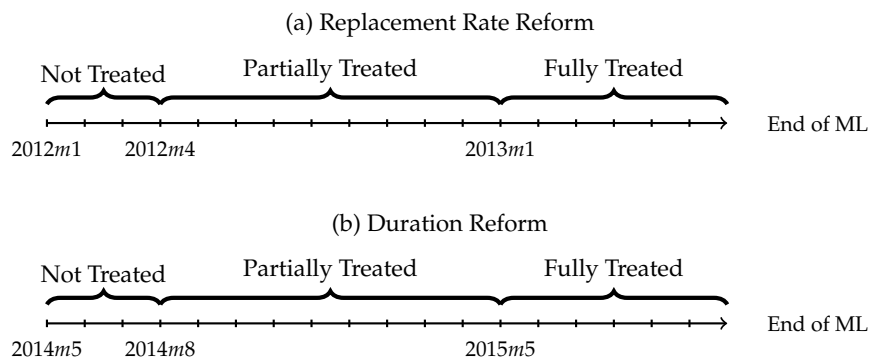 (a) Replacement Rate Reform
Not Treated Partially Treated Fully Treated
2012m1 2012m4 2013m1 End of ML
(b) Duration Reform
Not Treated Partially Treated Fully Treated
2014m5 2014m8 2015m5 End of ML